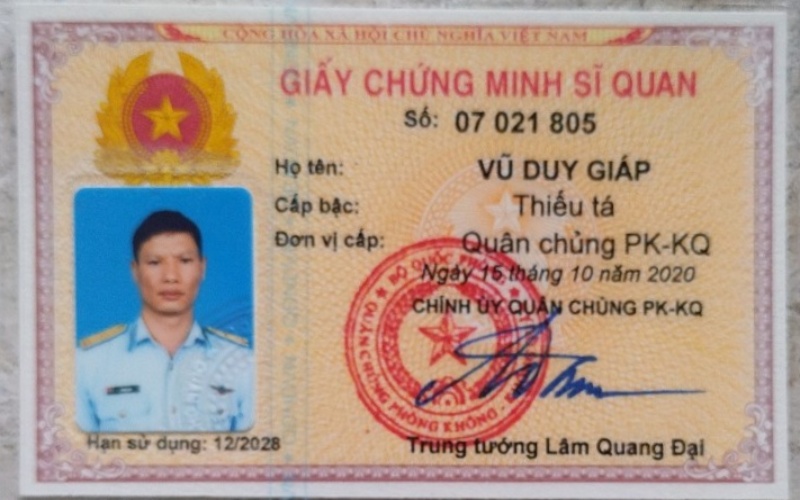 CỘNG HÒA XÃ HỘI CHỦ NGHĨA VIỆT NAM
GIẤY CHỨNG MINH SĨ QUAN
Số: 07 021 805
Họ tên: VŨ DUY GIÁP
Cấp bậc: Thiếu tá
Đơn vị cấp: Quân chủng PK-KQ
Ngày 15 tháng 10 năm 2020
CHÍNH ỦY QUÂN CHỦNG PK-KQ
BỘ QUỐC PHÒNG
QUÂN CHỦNG PHÒNG KHÔNG
Hạn sử dụng: 12/2028
Trung tướng Lâm Quang Đại